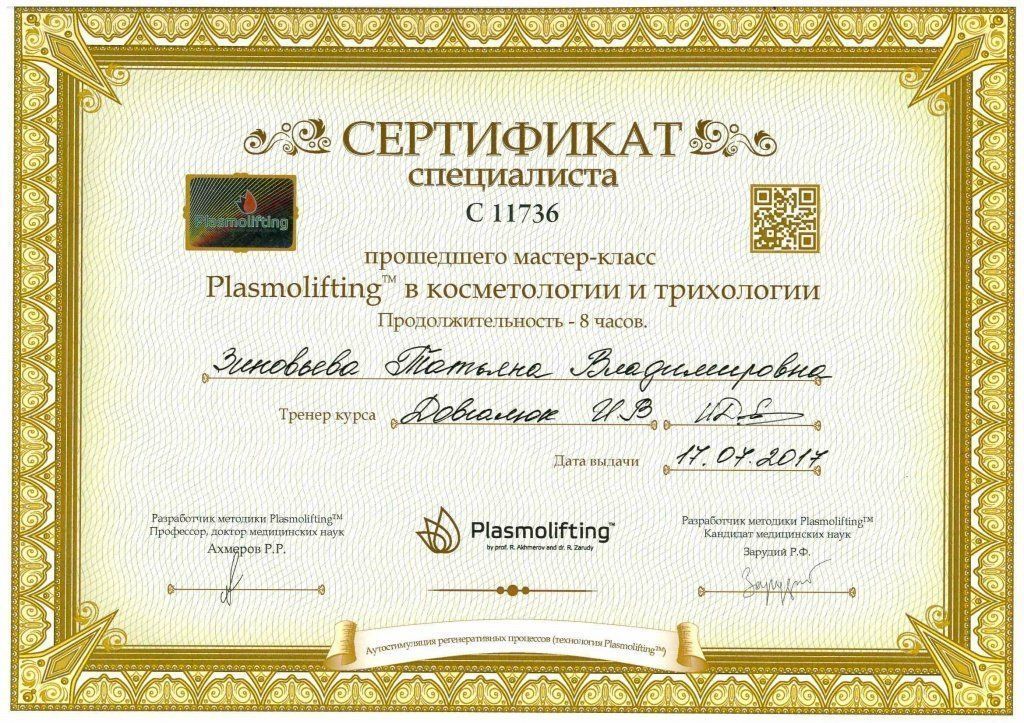 СЕРТИФИКАТ
специалиста
С 11736
Plasmolifting
прошедшего мастер-класс
Plasmolifting™ в косметологии и трихологии
Продолжительность - 8 часов.
Зиновьева Татьяна Владимировна
Тренер курса Довгалюк И.В
Дата выдачи 17.07.2017
Разработчик методики Plasmolifting™
Профессор, доктор медицинских наук
Ахмеров Р.Р.
Plasmolifting™
by prof. R. Akhmerov and dr. R. Zarudy
Разработчик методики Plasmolifting™
Кандидат медицинских наук
Зарудий Р.Ф.
Аутостимуляция регенеративных процессов (технология Plasmolifting™)